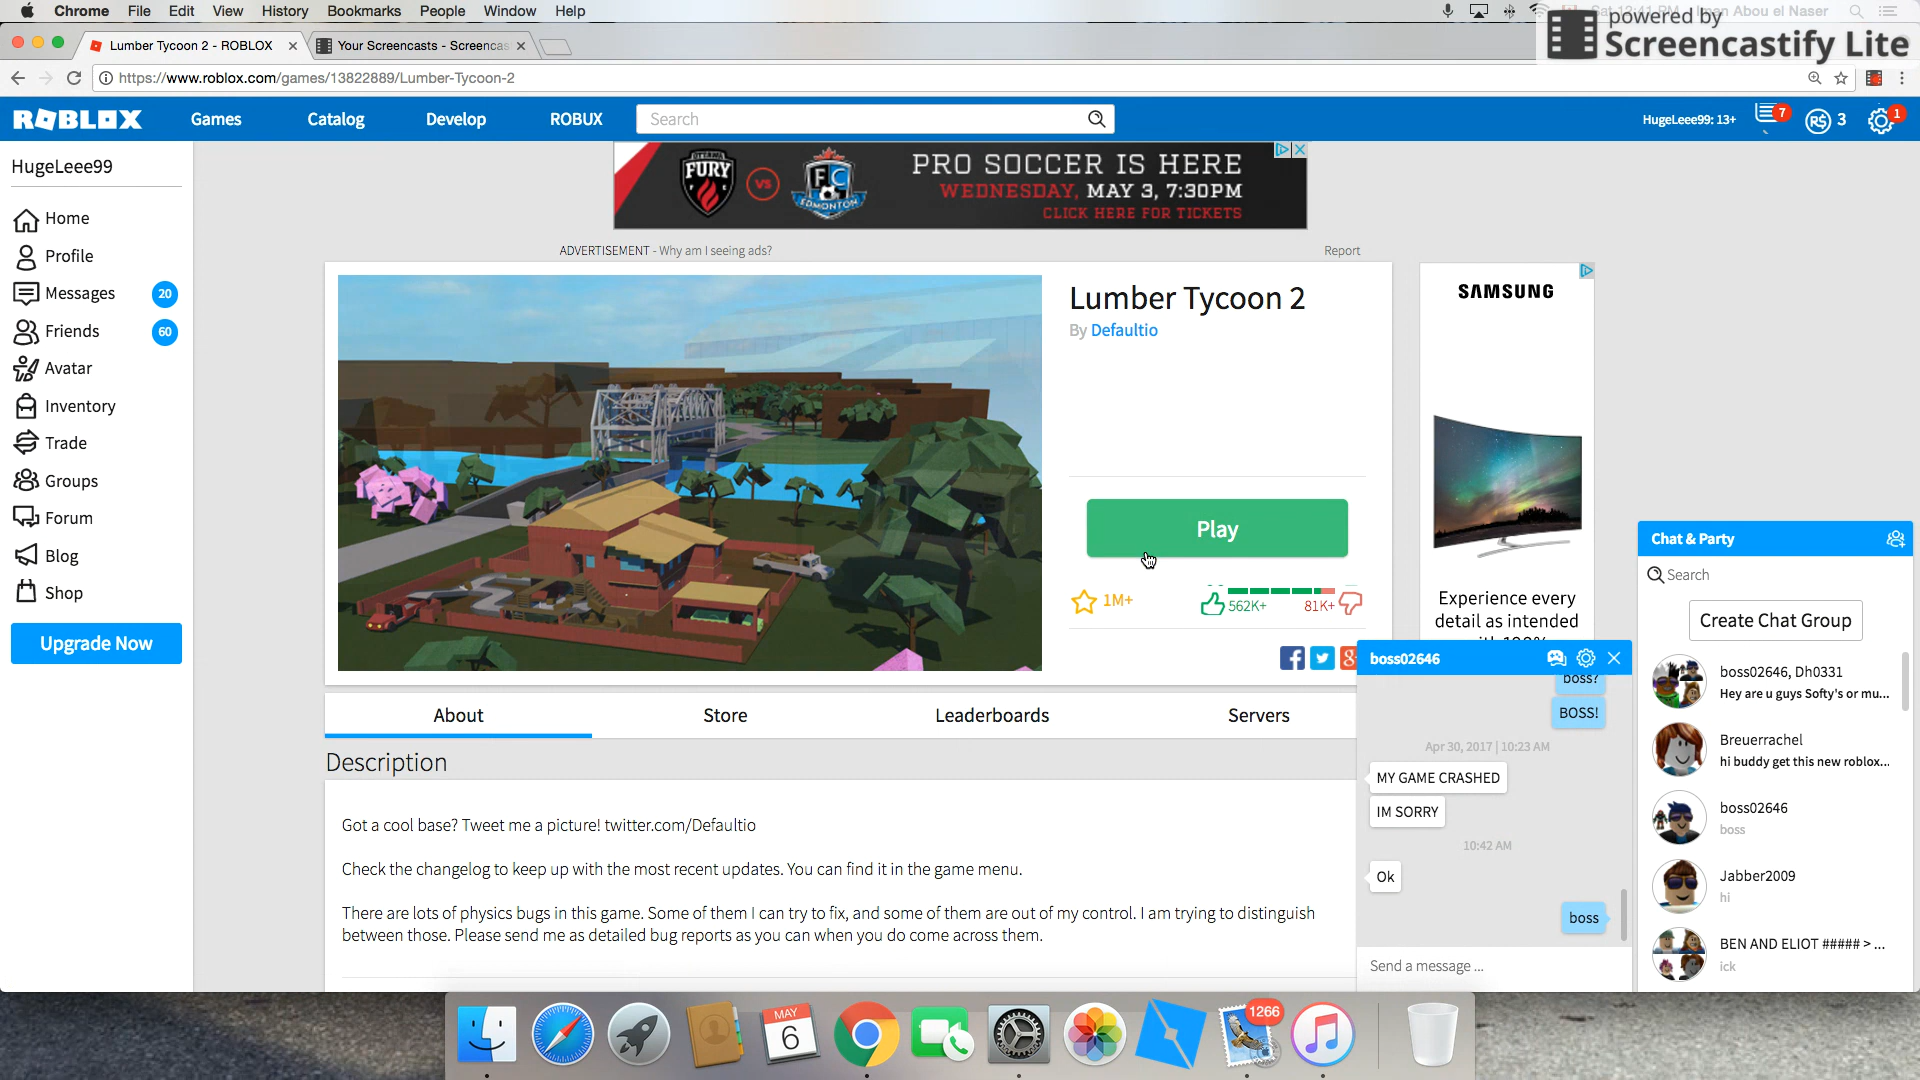 Chrome File Edit View History Bookmarks People Window Help
Abou el Naser
powered by
Screencastify Lite
Lumber Tycoon 2 - ROBLOX
Your Screencasts - Screencas
https://www.roblox.com/games/13822889/Lumber-Tycoon-2
ROBLOX Games Catalog Develop ROBUX Search HugeLeee99: 13+ 7 R$ 3 1
HugeLeee99
Home
Profile
Messages 20
Friends 60
Avatar
Inventory
Trade
Groups
Forum
Blog
Shop
Upgrade Now
OTTAWA
FURY
FC
VS
FC
EDMONTON
PRO SOCCER IS HERE
WEDNESDAY, MAY 3, 7:30PM
CLICK HERE FOR TICKETS
ADVERTISEMENT - Why am I seeing ads? Report
Lumber Tycoon 2
By Defaultio
Play
1M+ 562K+ 81K+
SAMSUNG
Experience every
detail as intended
About Store Leaderboards Servers
Description
Got a cool base? Tweet me a picture! twitter.com/Defaultio
Check the changelog to keep up with the most recent updates. You can find it in the game menu.
There are lots of physics bugs in this game. Some of them I can try to fix, and some of them are out of my control. I am trying to distinguish
between those. Please send me as detailed bug reports as you can when you do come across them.
boss02646
boss?
BOSS!
Apr 30, 2017 | 10:23 AM
MY GAME CRASHED
IM SORRY
10:42 AM
Ok
boss
Send a message ...
Chat & Party
Search
Create Chat Group
boss02646, Dh0331
Hey are u guys Softy's or mu...
Breuerrachel
hi buddy get this new roblox...
boss02646
boss
Jabber2009
hi
BEN AND ELIOT ##### > ...
ick
MAY
6
1266